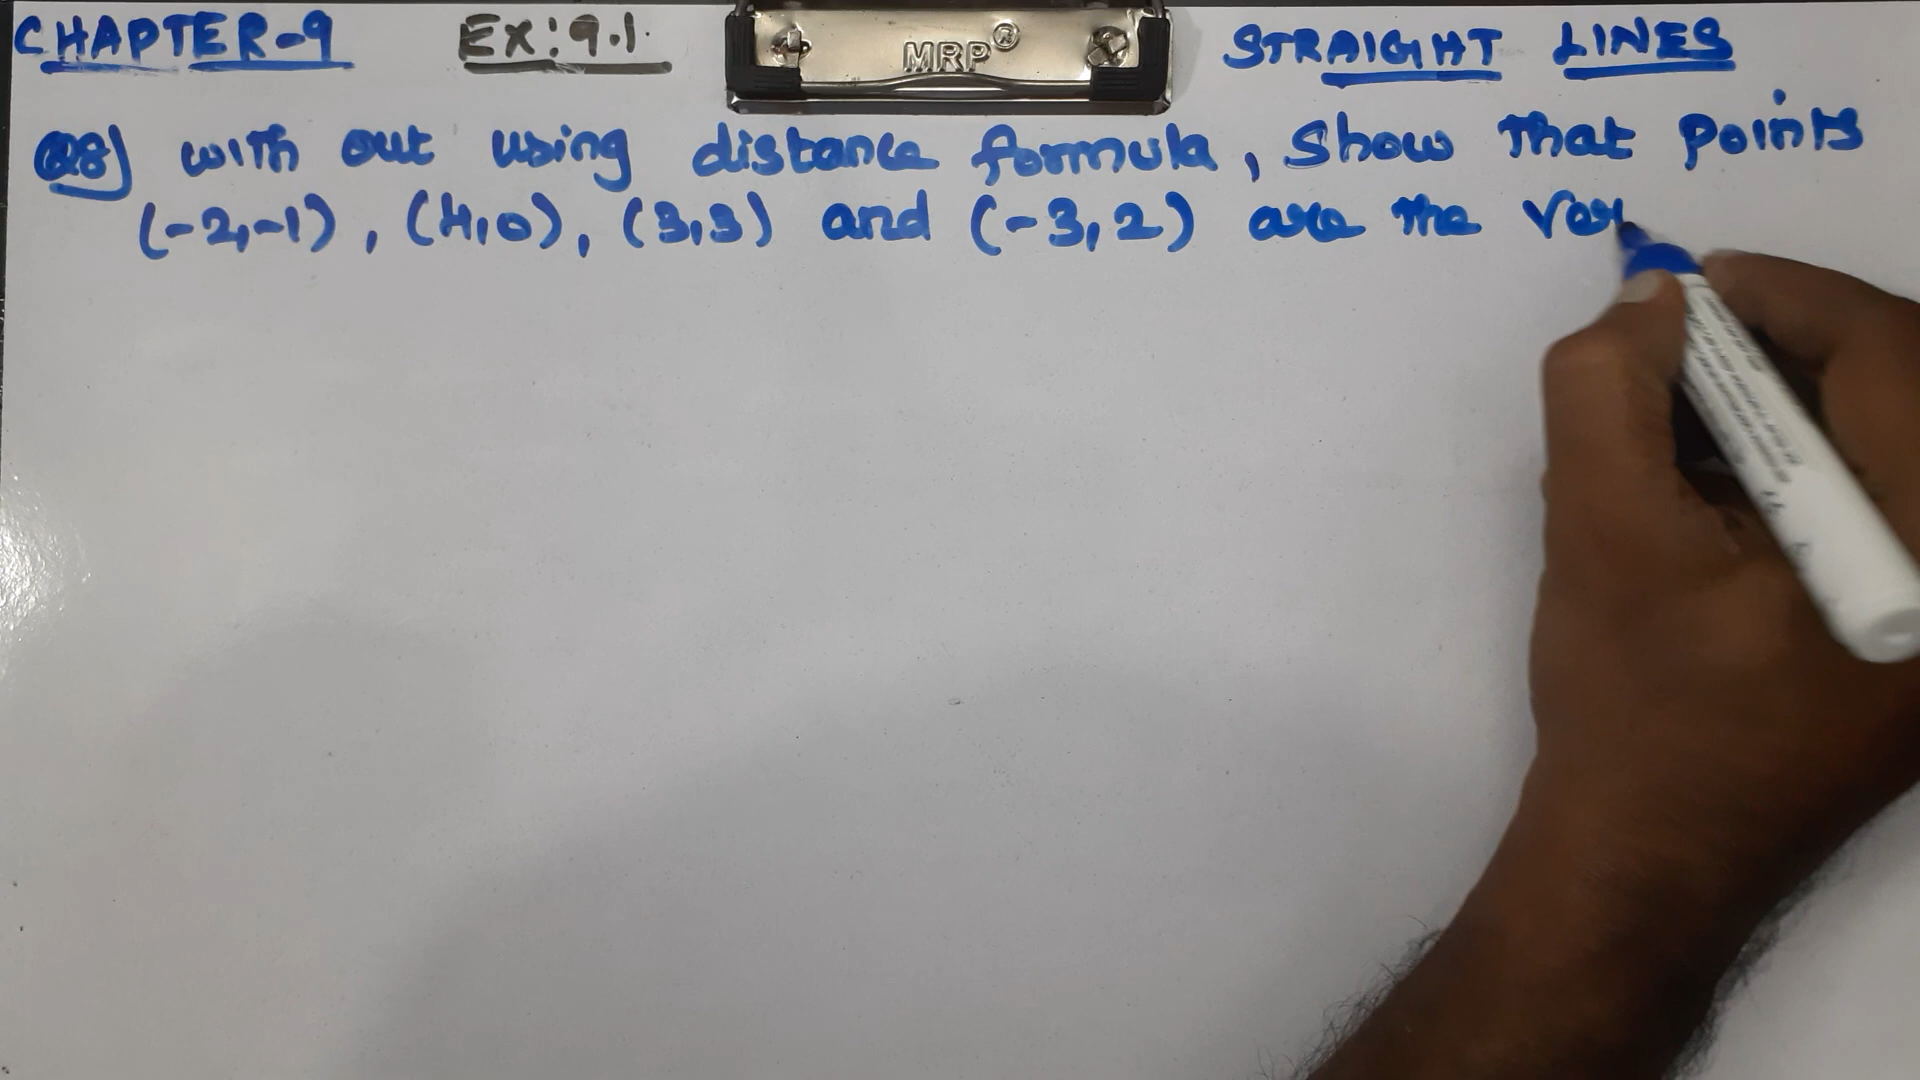 CHAPTER-9 EX:9.1. MRP® STRAIGHT LINES
Q8) with out using distance formula, show that points
(-2,-1), (4,0), (3,3) and (-3,2) are the Ver